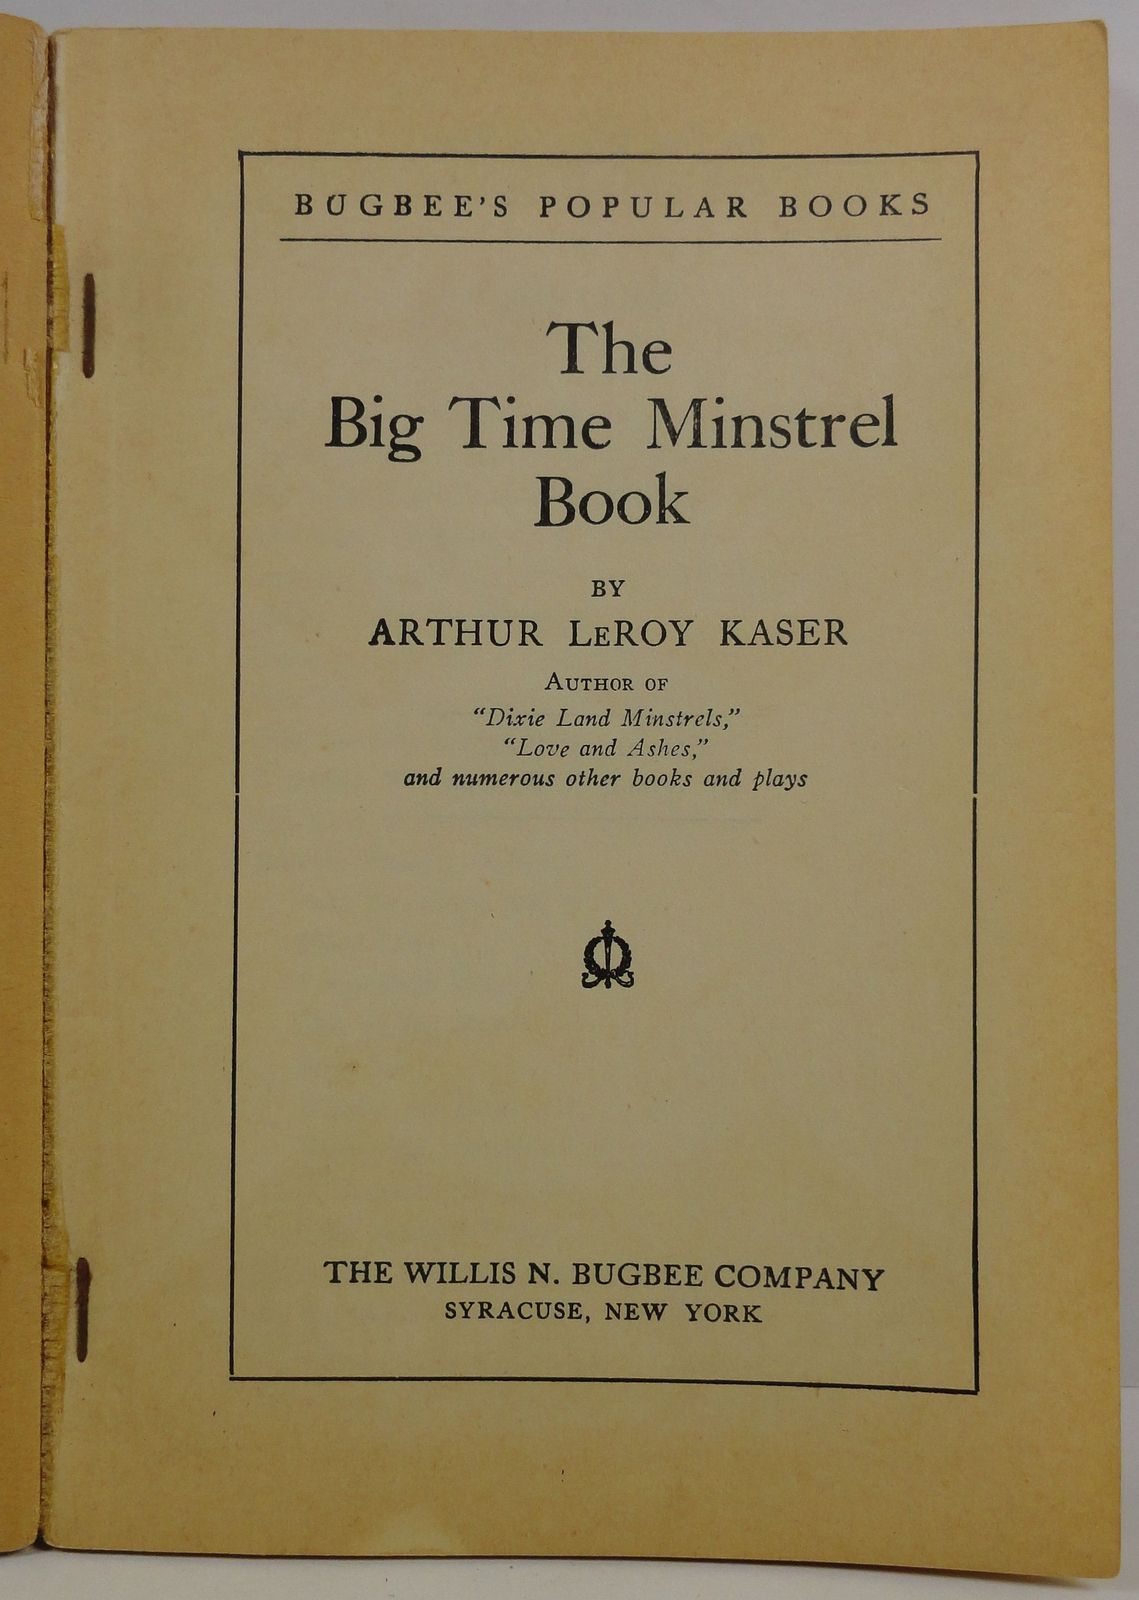 BUGBEE'S POPULAR BOOKS
The
Big Time Minstrel
Book
BY
ARTHUR LEROY KASER
AUTHOR OF
"Dixie Land Minstrels,"
"Love and Ashes,"
and numerous other books and plays
THE WILLIS N. BUGBEE COMPANY
SYRACUSE, NEW YORK